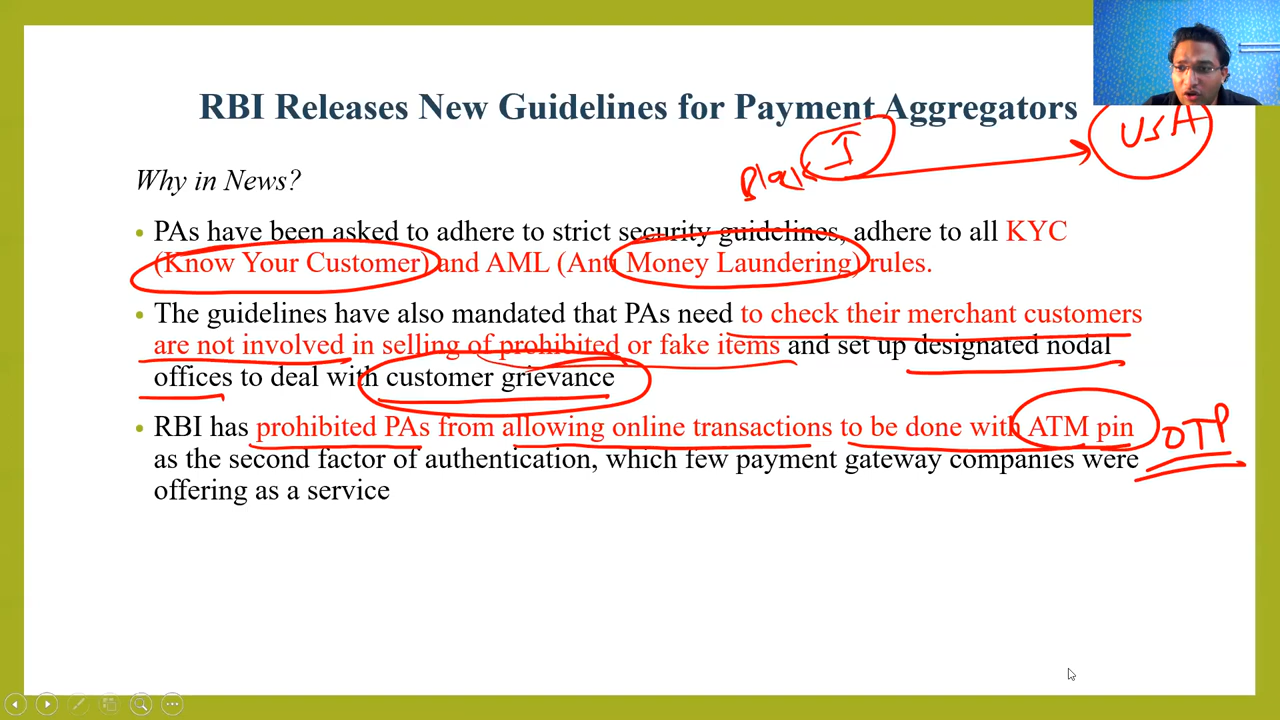 RBI Releases New Guidelines for Payment Aggregators
USA
I
Black
Why in News?
• PAs have been asked to adhere to strict security guidelines, adhere to all KYC
(Know Your Customer) and AML (Anti Money Laundering) rules.
• The guidelines have also mandated that PAs need to check their merchant customers
are not involved in selling of prohibited or fake items and set up designated nodal
offices to deal with customer grievance
• RBI has prohibited PAs from allowing online transactions to be done with ATM pin
OTP
as the second factor of authentication, which few payment gateway companies were
offering as a service